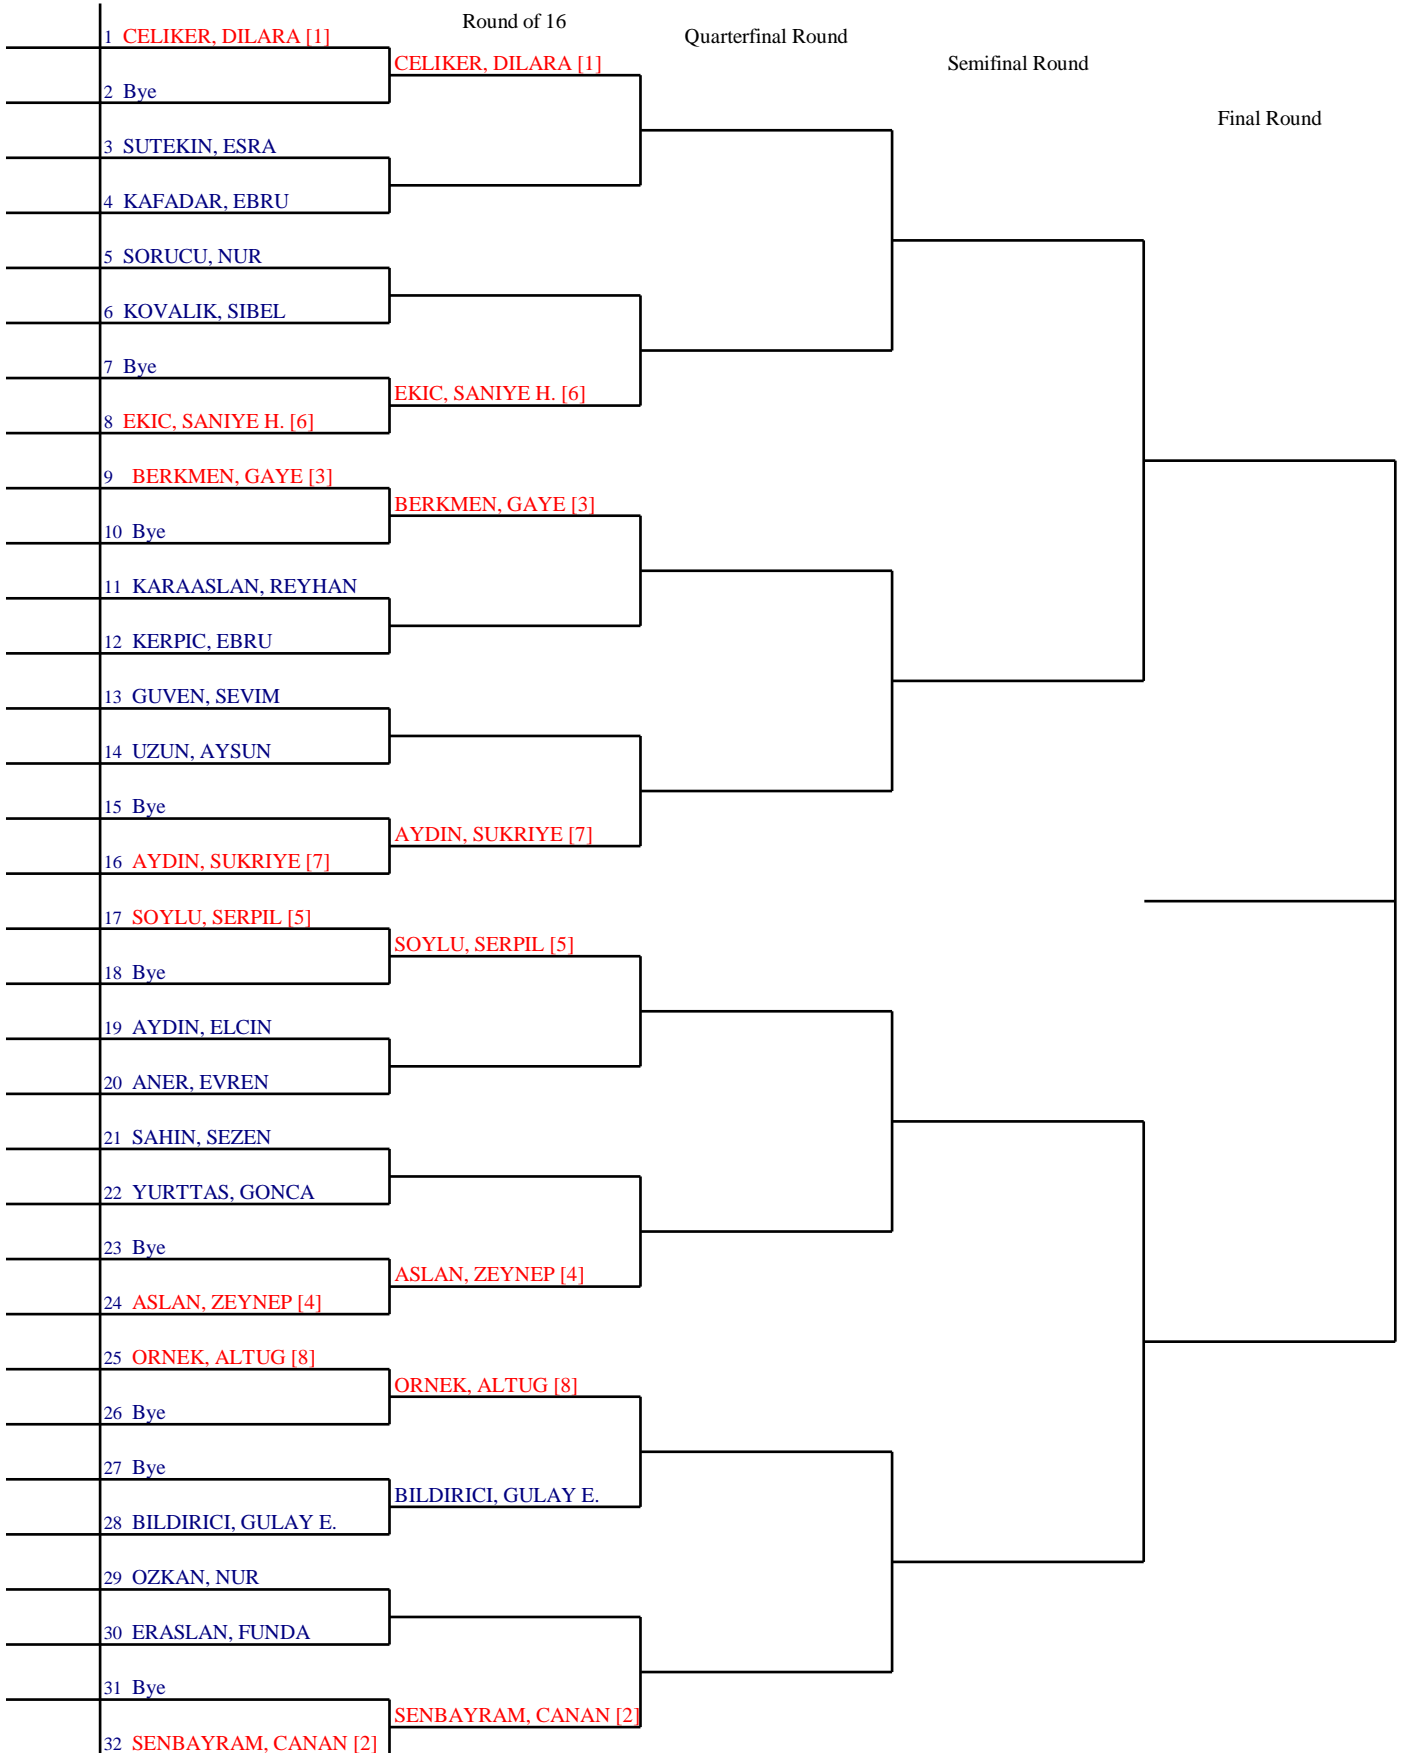 Round of 16
Quarterfinal Round
Semifinal Round
Final Round
1 CELIKER, DILARA [1]
CELIKER, DILARA [1]
2 Bye
3 SUTEKIN, ESRA
4 KAFADAR, EBRU
5 SORUCU, NUR
6 KOVALIK, SIBEL
7 Bye
EKIC, SANIYE H. [6]
8 EKIC, SANIYE H. [6]
9 BERKMEN, GAYE [3]
BERKMEN, GAYE [3]
10 Bye
11 KARAASLAN, REYHAN
12 KERPIC, EBRU
13 GUVEN, SEVIM
14 UZUN, AYSUN
15 Bye
AYDIN, SUKRIYE [7]
16 AYDIN, SUKRIYE [7]
17 SOYLU, SERPIL [5]
SOYLU, SERPIL [5]
18 Bye
19 AYDIN, ELCIN
20 ANER, EVREN
21 SAHIN, SEZEN
22 YURTTAS, GONCA
23 Bye
ASLAN, ZEYNEP [4]
24 ASLAN, ZEYNEP [4]
25 ORNEK, ALTUG [8]
ORNEK, ALTUG [8]
26 Bye
27 Bye
BILDIRICI, GULAY E.
28 BILDIRICI, GULAY E.
29 OZKAN, NUR
30 ERASLAN, FUNDA
31 Bye
SENBAYRAM, CANAN [2]
32 SENBAYRAM, CANAN [2]